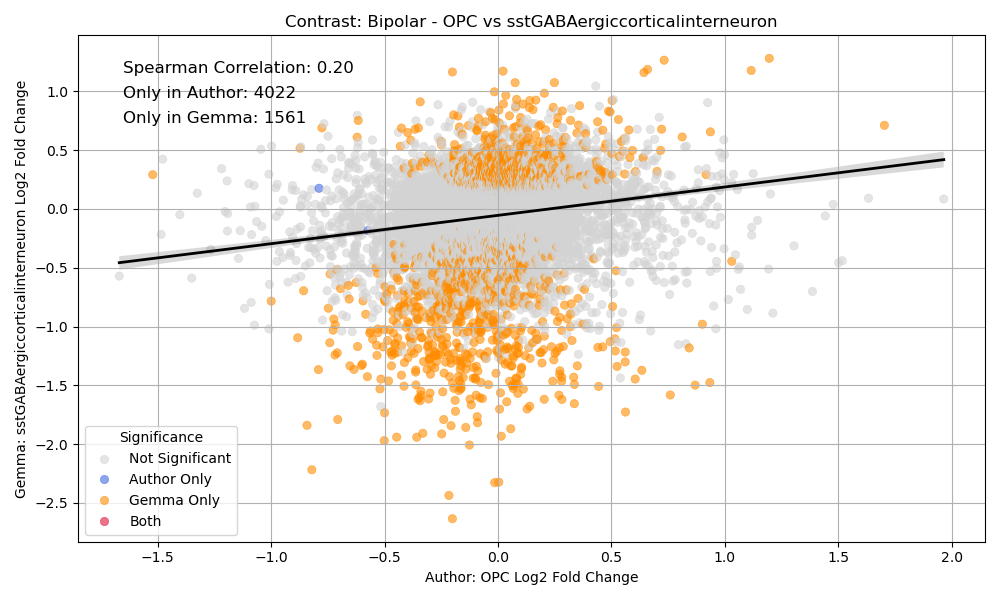 Contrast: Bipolar - OPC vs sstGABAergiccorticalinterneuron
Gemma: sstGABAergiccorticalinterneuron Log2 Fold Change
1.0
0.5
0.0
−0.5
−1.0
−1.5
−2.0
−2.5
Spearman Correlation: 0.20
Only in Author: 4022
Only in Gemma: 1561
Significance
Not Significant
Author Only
Gemma Only
Both
−1.5 −1.0 −0.5 0.0 0.5 1.0 1.5 2.0
Author: OPC Log2 Fold Change